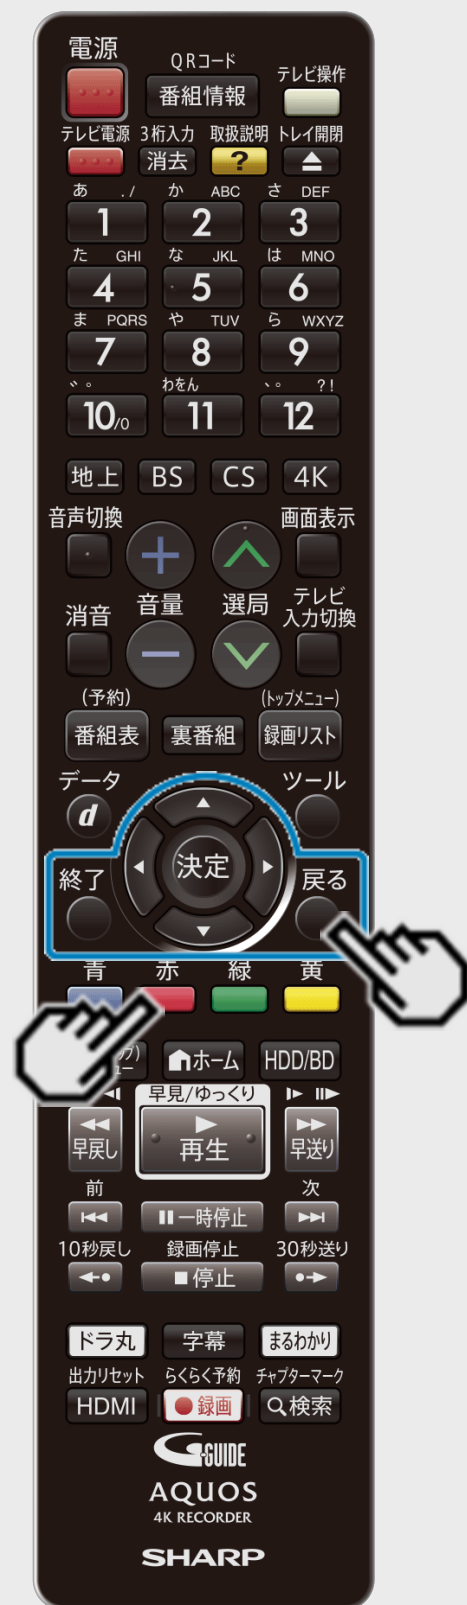 電源
QRコード
番組情報
テレビ操作
テレビ電源 3桁入力 取扱説明 トレイ開閉
消去 ?
あ ./ か ABC さ DEF
1 2 3
た GHI な JKL は MNO
4 5 6
ま PQRS や TUV ら WXYZ
7 8 9
゛゜ わをん 、。 ?!
10/0 11 12
地上 BS CS 4K
音声切換 画面表示
消音 音量 選局 テレビ
入力切換
(予約) (トップメニュー)
番組表 裏番組 録画リスト
データ ツール
d
決定
終了 戻る
青 赤 緑 黄
ホーム HDD/BD
早見/ゆっくり
早戻し 再生 早送り
前 次
一時停止
10秒戻し 録画停止 30秒送り
停止
ドラ丸 字幕 まるわかり
出力リセット らくらく予約 チャプターマーク
HDMI 録画 検索
G-GUIDE
AQUOS
4K RECORDER
SHARP